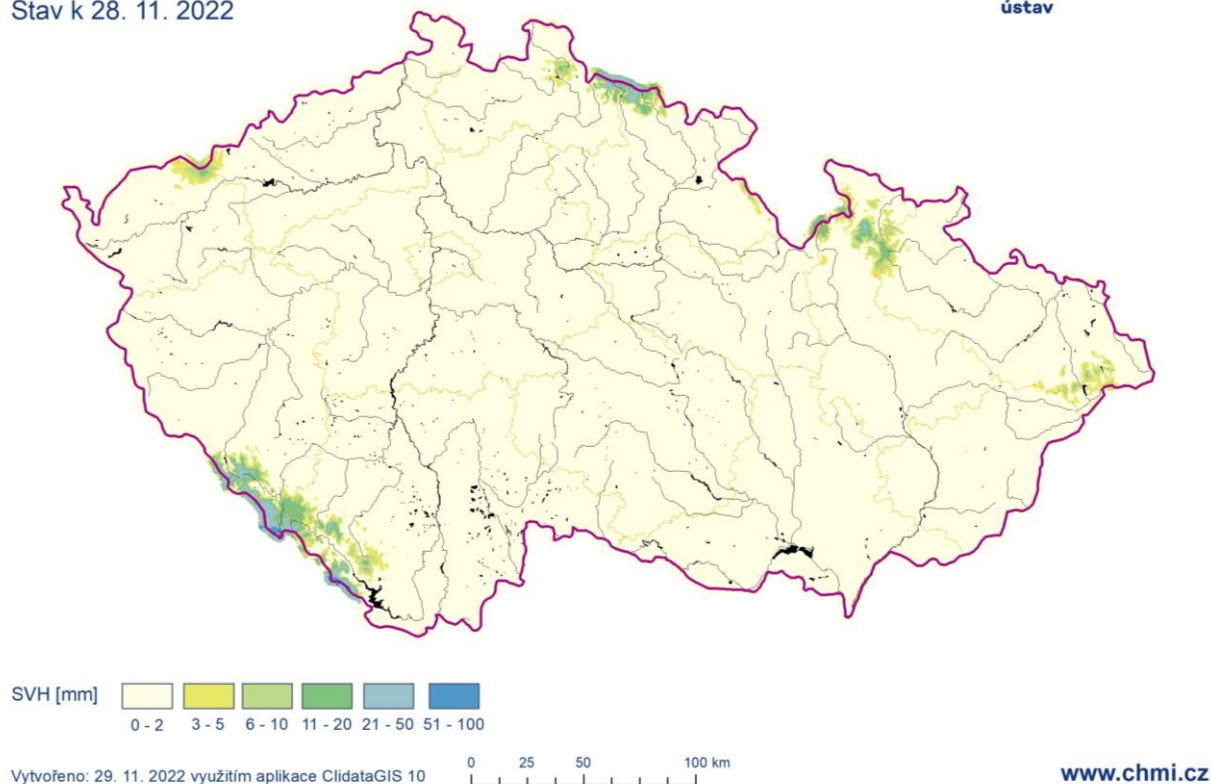 Stav k 28. 11. 2022
ústav
SVH [mm]
0 - 2 3 - 5 6 - 10 11 - 20 21 - 50 51 - 100
0 25 50 100 km
Vytvořeno: 29. 11. 2022 využitím aplikace ClidataGIS 10
www.chmi.cz